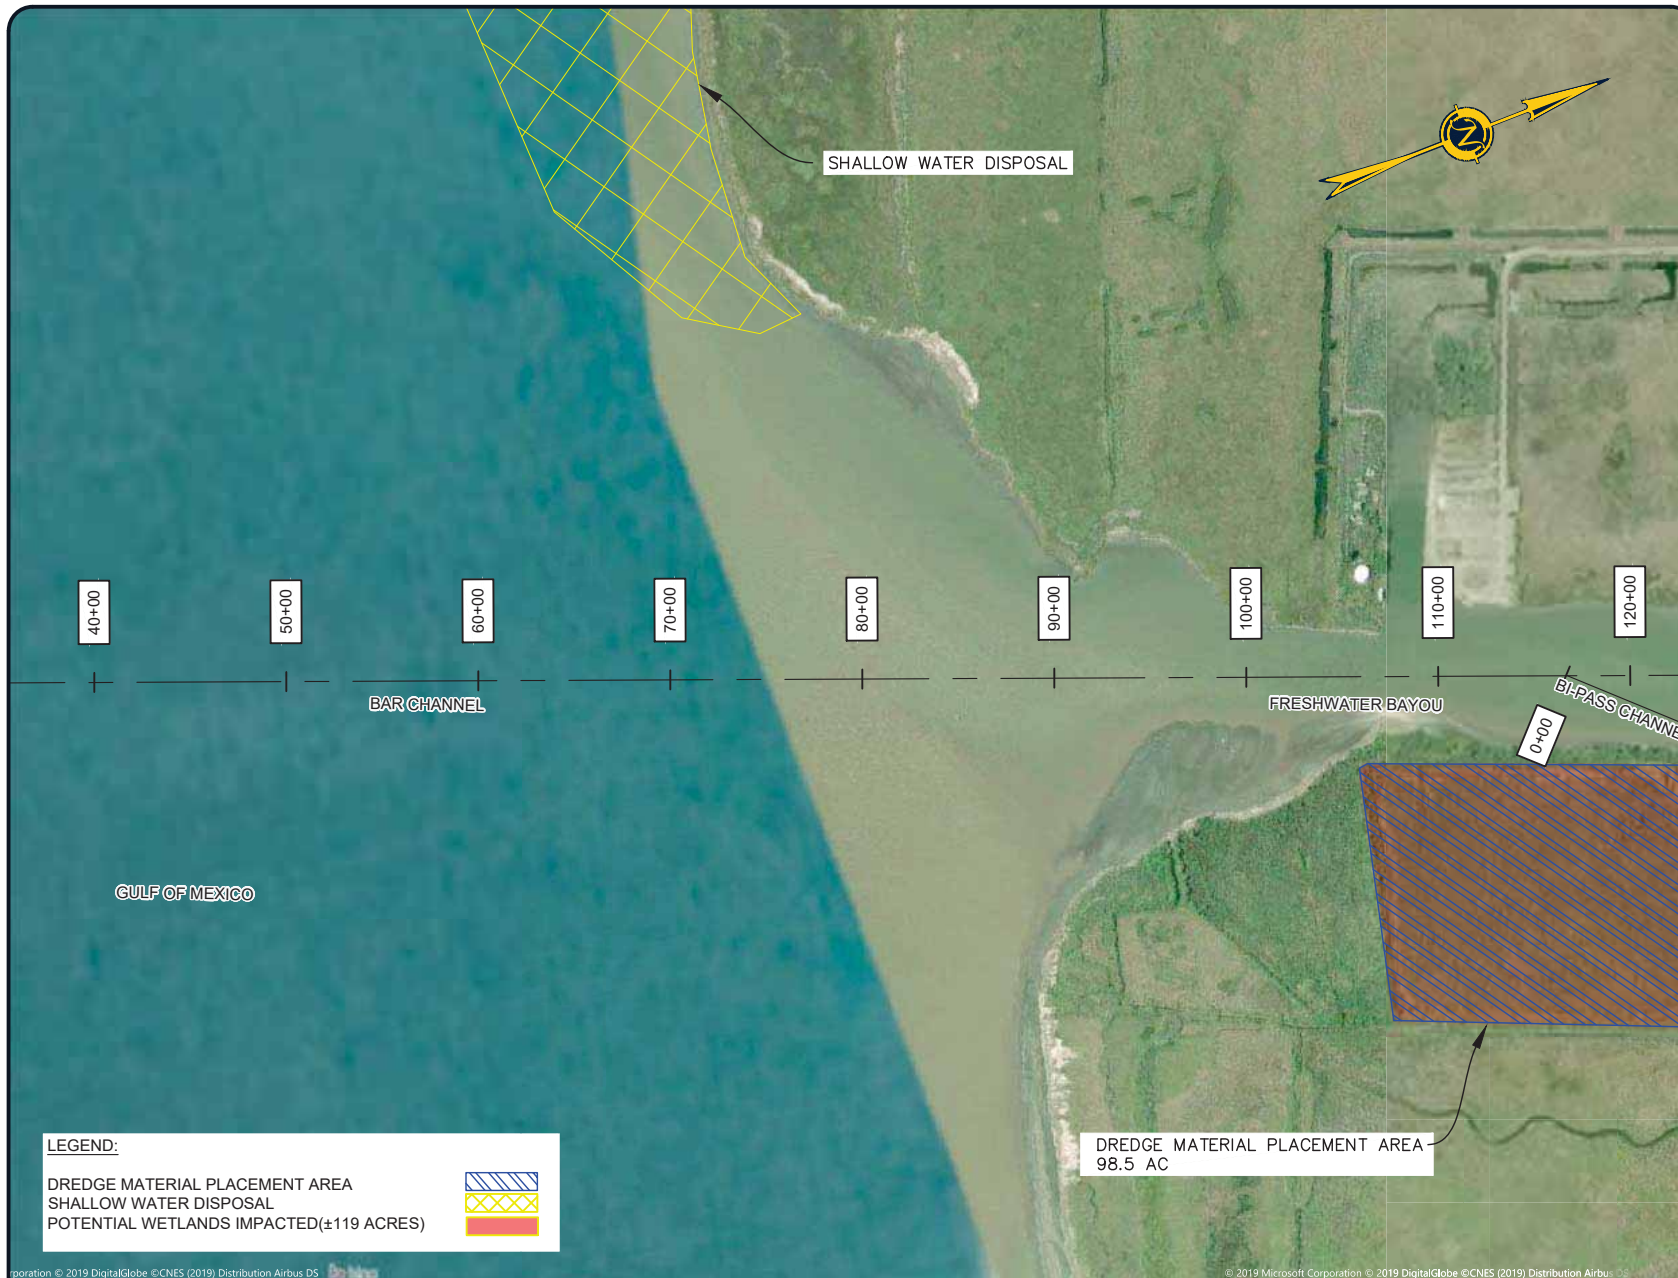 SHALLOW WATER DISPOSAL
N
40+00
50+00
60+00
70+00
80+00
90+00
100+00
110+00
120+00
BAR CHANNEL
FRESHWATER BAYOU
BI-PASS CHANNE
0+00
GULF OF MEXICO
DREDGE MATERIAL PLACEMENT AREA
98.5 AC
LEGEND:
DREDGE MATERIAL PLACEMENT AREA
SHALLOW WATER DISPOSAL
POTENTIAL WETLANDS IMPACTED(±119 ACRES)
rporation © 2019 DigitalGlobe ©CNES (2019) Distribution Airbus DS
© 2019 Microsoft Corporation © 2019 DigitalGlobe ©CNES (2019) Distribution Airbus DS